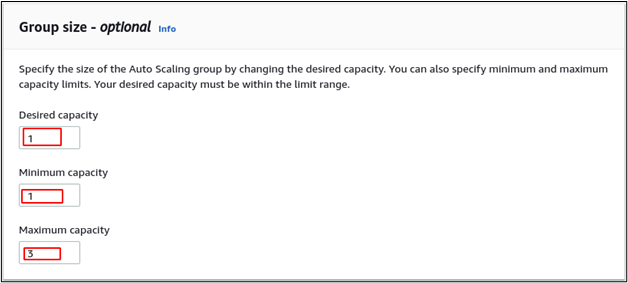 Group size - optional Info
Specify the size of the Auto Scaling group by changing the desired capacity. You can also specify minimum and maximum
capacity limits. Your desired capacity must be within the limit range.
Desired capacity
1
Minimum capacity
1
Maximum capacity
3